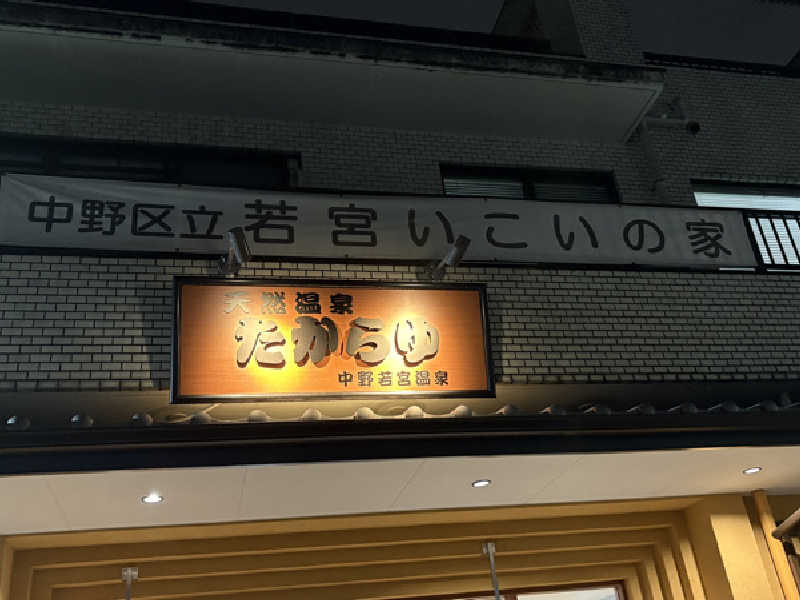 中野区立若宮いこいの家
天然温泉
たからゆ
中野若宮温泉